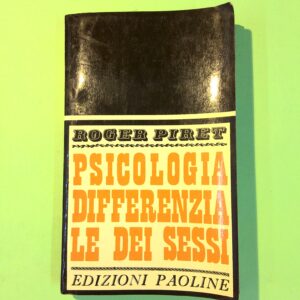 ROGER PIRET
PSICOLOGIA
DIFFERENZIA
LE DEI SESSI
EDIZIONI PAOLINE